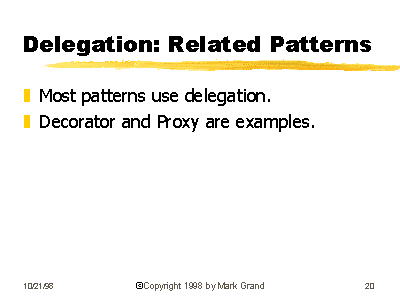 Delegation: Related Patterns
Most patterns use delegation.
Decorator and Proxy are examples.
10/21/98 ©Copyright 1998 by Mark Grand 20